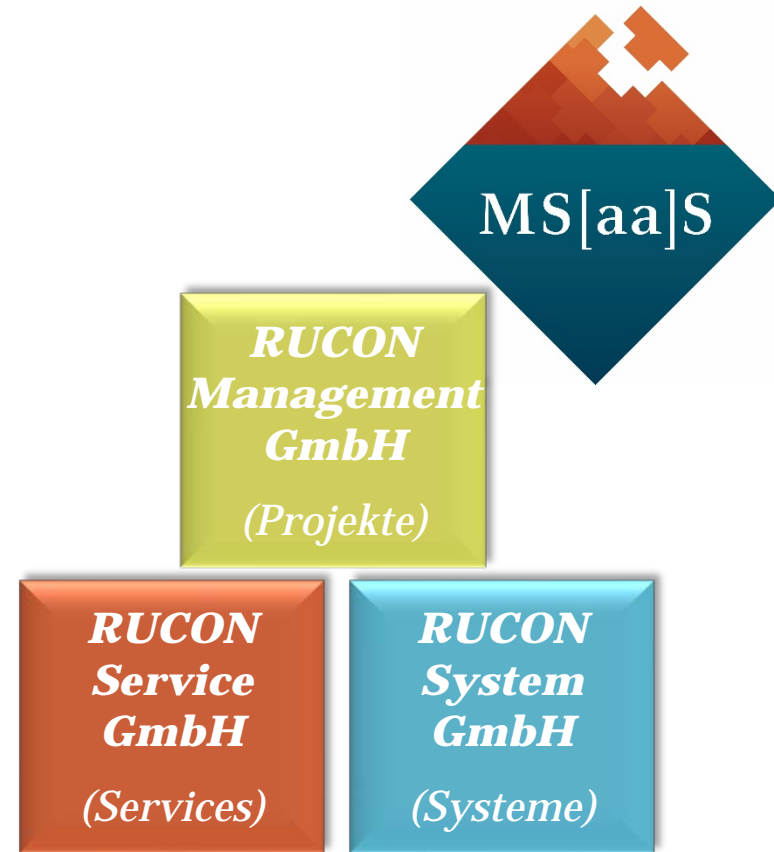 MS[aa]S
RUCON
Management
GmbH
(Projekte)
RUCON
Service
GmbH
(Services)
RUCON
System
GmbH
(Systeme)